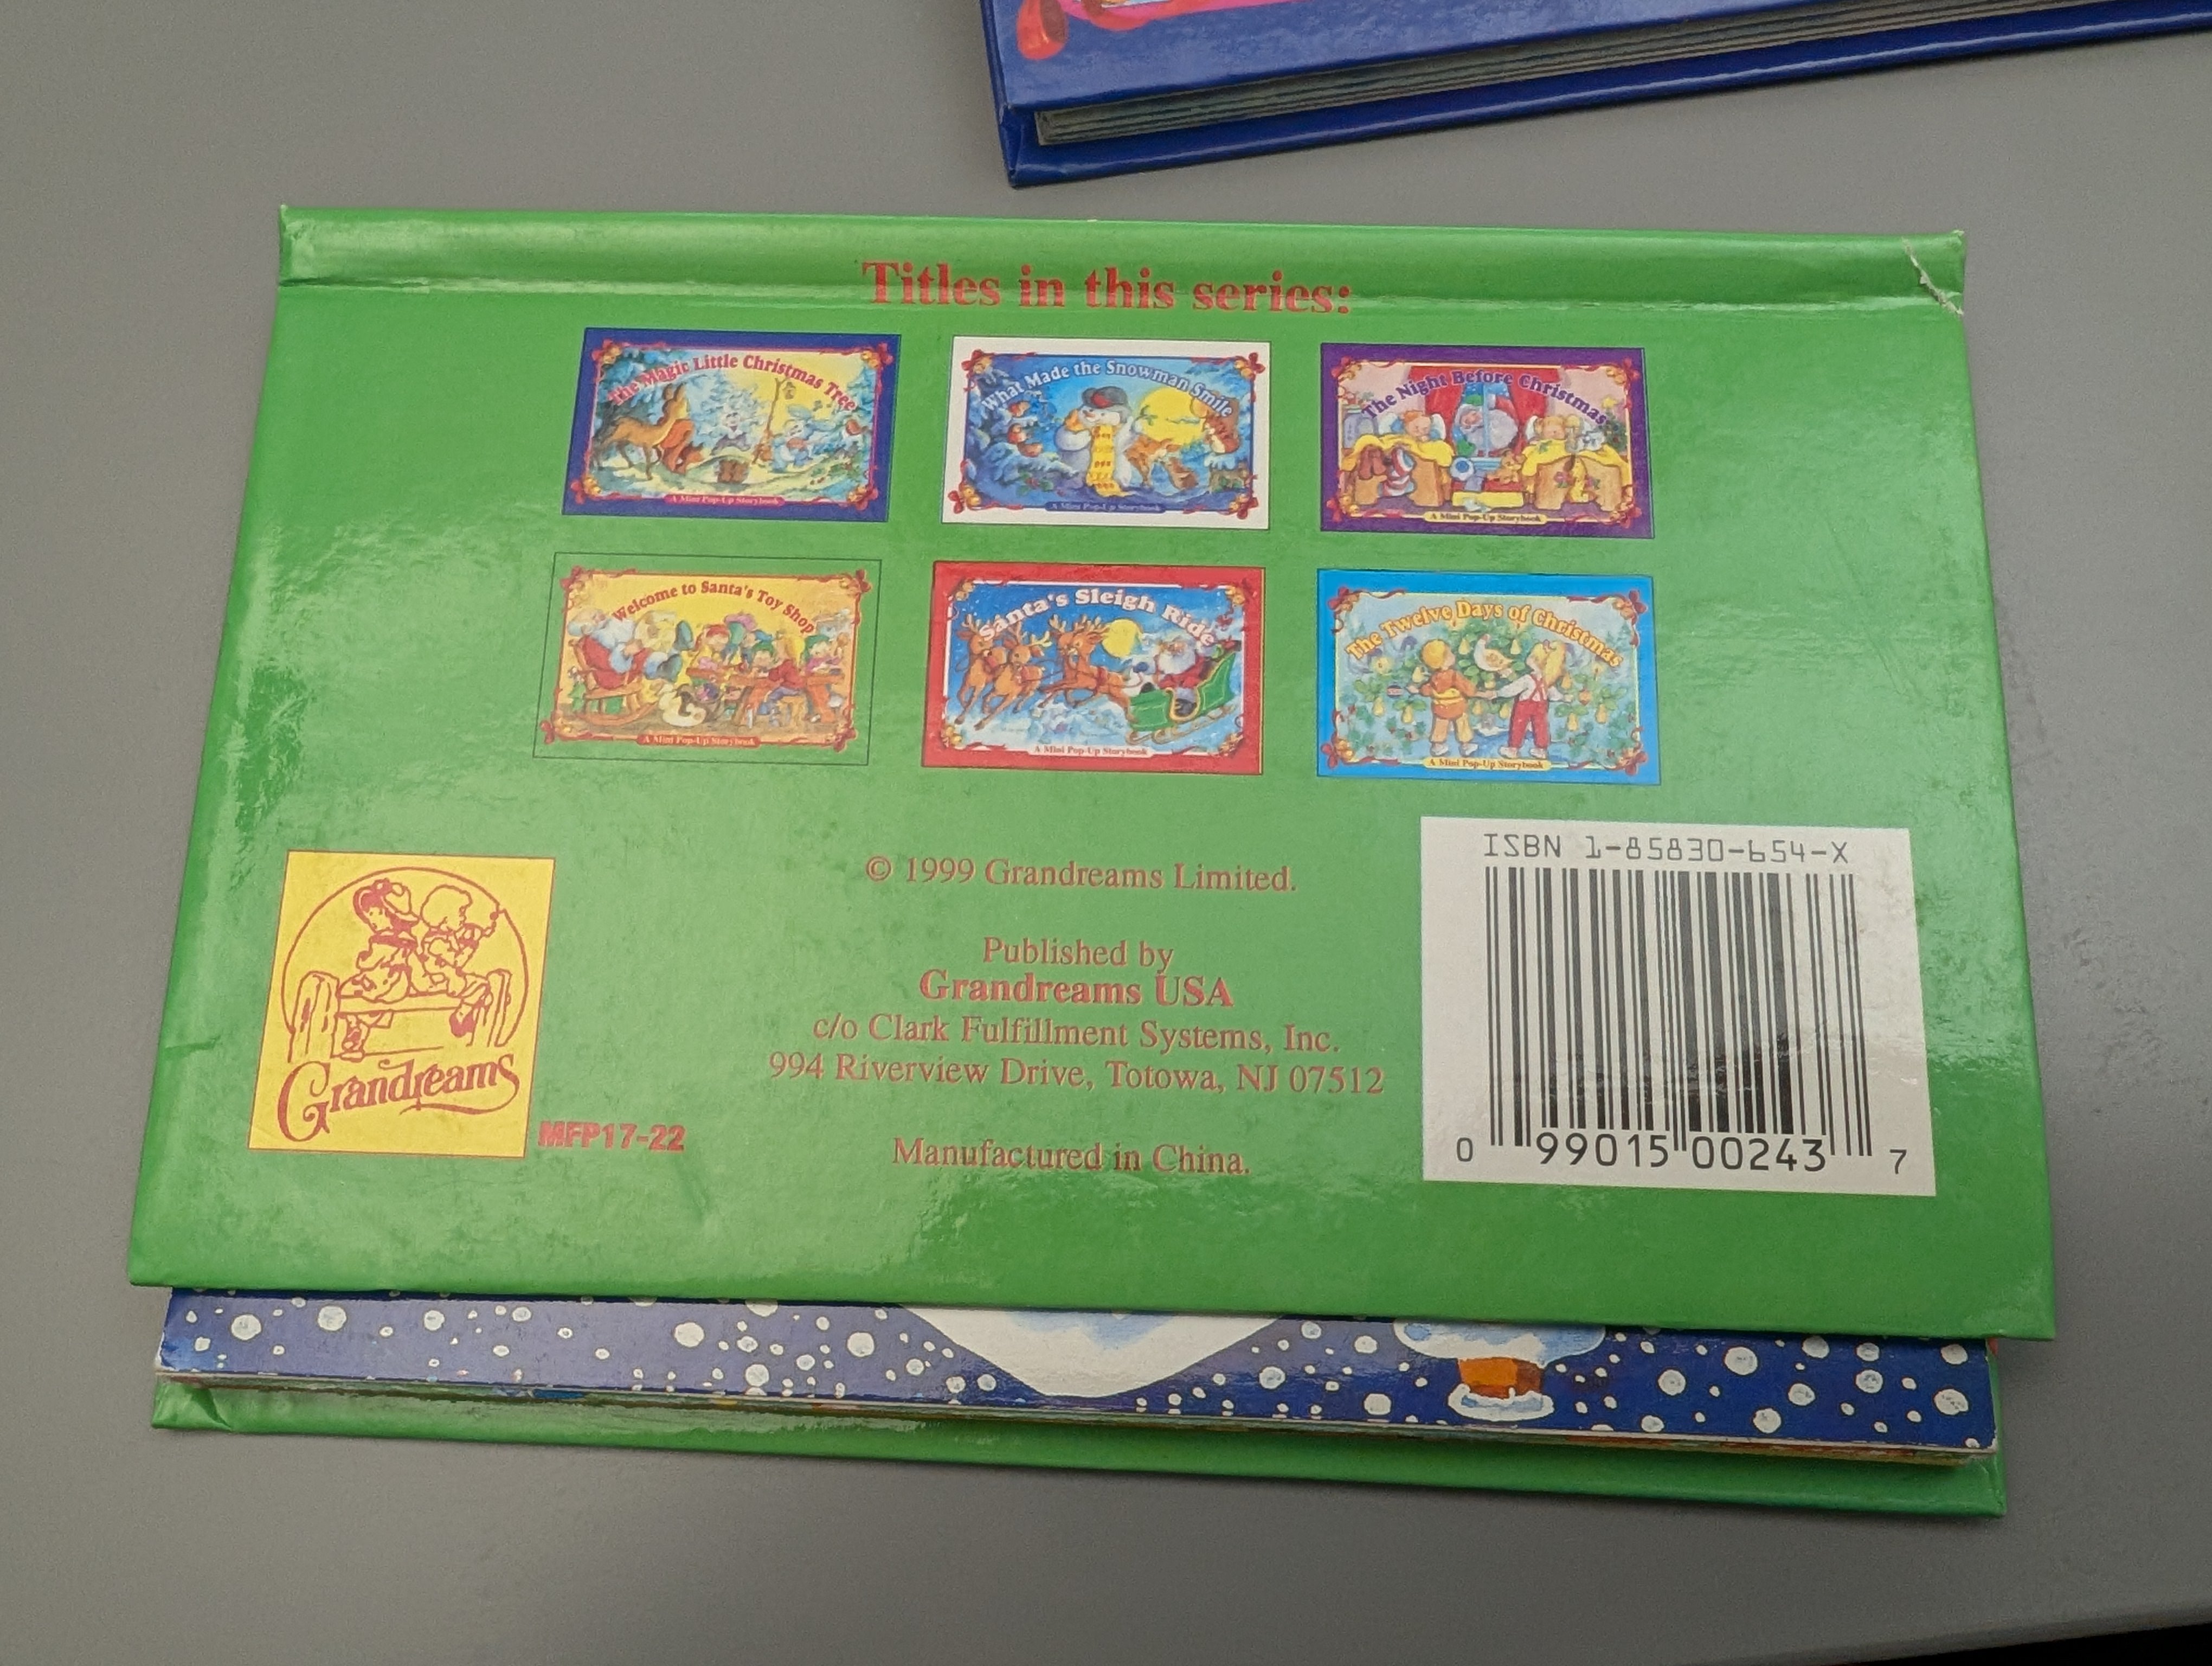 Titles in this series:
The Magic Little Christmas Tree
A Mini Pop-Up Storybook
What Made the Snowman Smile
A Mini Pop-Up Storybook
The Night Before Christmas
A Mini Pop-Up Storybook
Welcome to Santa's Toy Shop
A Mini Pop-Up Storybook
Santa's Sleigh Ride
A Mini Pop-Up Storybook
The Twelve Days of Christmas
A Mini Pop-Up Storybook
Grandreams
MFP17-22
© 1999 Grandreams Limited.
Published by
Grandreams USA
c/o Clark Fulfillment Systems, Inc.
994 Riverview Drive, Totowa, NJ 07512
Manufactured in China.
ISBN 1-85830-654-X
0 99015 00243 7